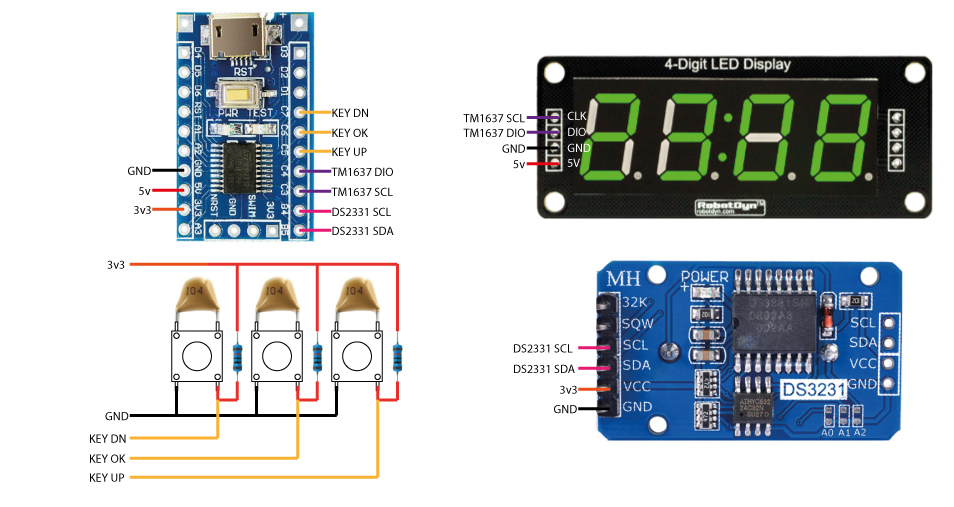 RST
PWR TEST
D4
D5
D6
RST
A1
A2
GND
5V
3V3
A3
D3
D2
D1
C7
C6
C5
C4
C3
B4
B5
NRST
GND
SWIM
3V3
GND
5v
3v3
KEY DN
KEY OK
KEY UP
TM1637 DIO
TM1637 SCL
DS2331 SCL
DS2331 SDA
4-Digit LED Display
TM1637 SCL
TM1637 DIO
GND
5v
CLK
DIO
GND
5V
RobotDyn™
robotdyn.com
3v3
104 104 104
GND
KEY DN
KEY OK
KEY UP
MH
POWER
+
32K
SQW
SCL
SDA
VCC
GND
DS2331 SCL
DS2331 SDA
3v3
GND
SCL
SDA
VCC
GND
DS3231
A0 A1 A2